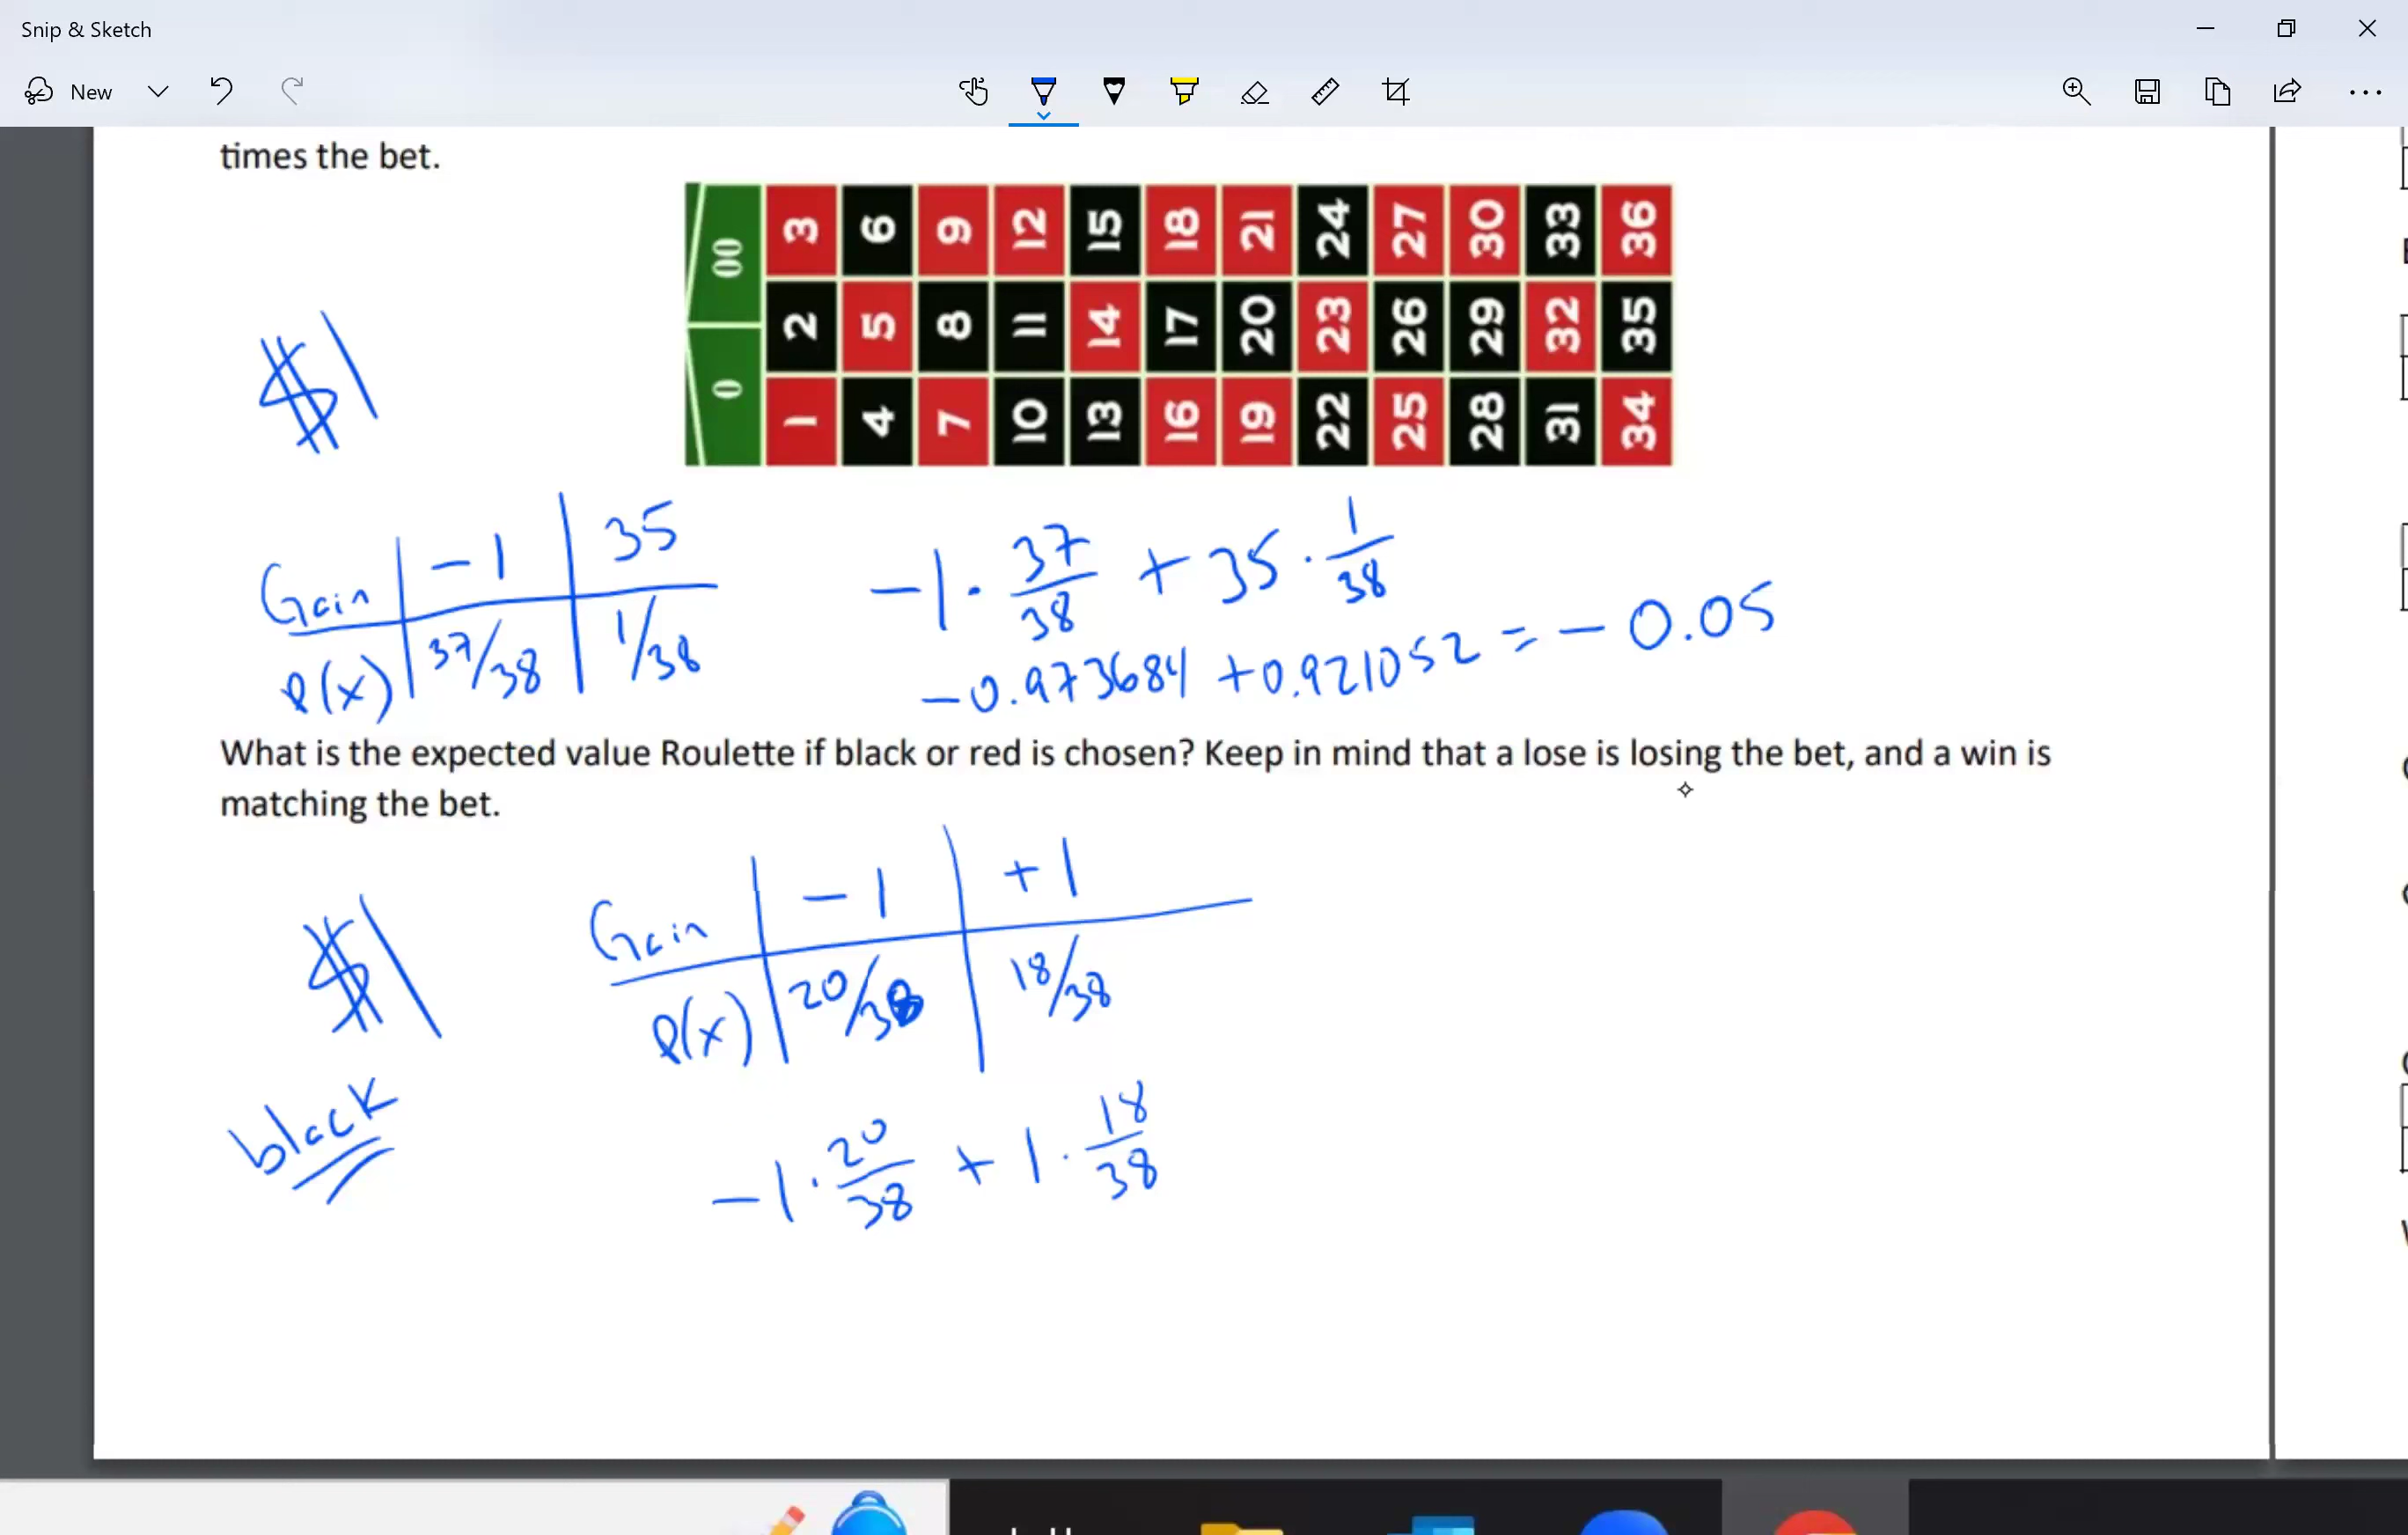 Snip & Sketch
New
times the bet.
00 3 6 9 12 15 18 21 24 27 30 33 36
0 2 5 8 11 14 17 20 23 26 29 32 35
1 4 7 10 13 16 19 22 25 28 31 34
$1
Gain | -1 | 35
P(x) | 37/38 | 1/38
-1 · 37/38 + 35 · 1/38
-0.973684 + 0.921052 = -0.05
What is the expected value Roulette if black or red is chosen? Keep in mind that a lose is losing the bet, and a win is
matching the bet.
$1
Gain | -1 | +1
P(x) | 20/38 | 18/38
black
-1 · 20/38 + 1 · 18/38